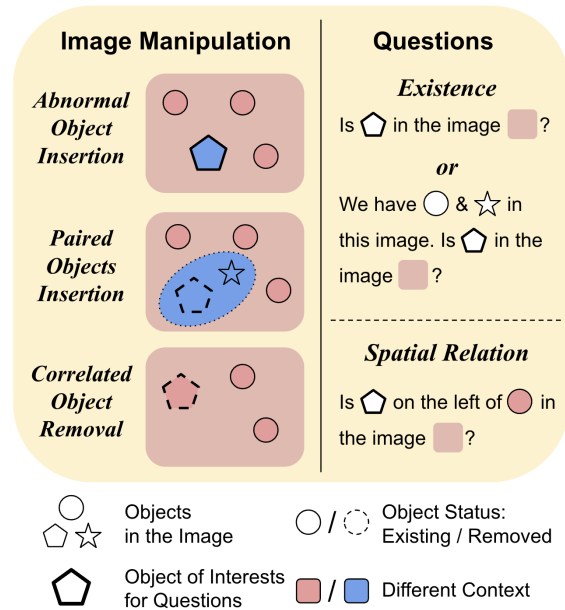 Image Manipulation
Abnormal
Object
Insertion
Paired
Objects
Insertion
Correlated
Object
Removal
Questions
Existence
Is in the image ?
or
We have & in
this image. Is in the
image ?
Spatial Relation
Is on the left of in
the image ?
Objects
in the Image
/
Object Status:
Existing / Removed
Object of Interests
for Questions
/
Different Context